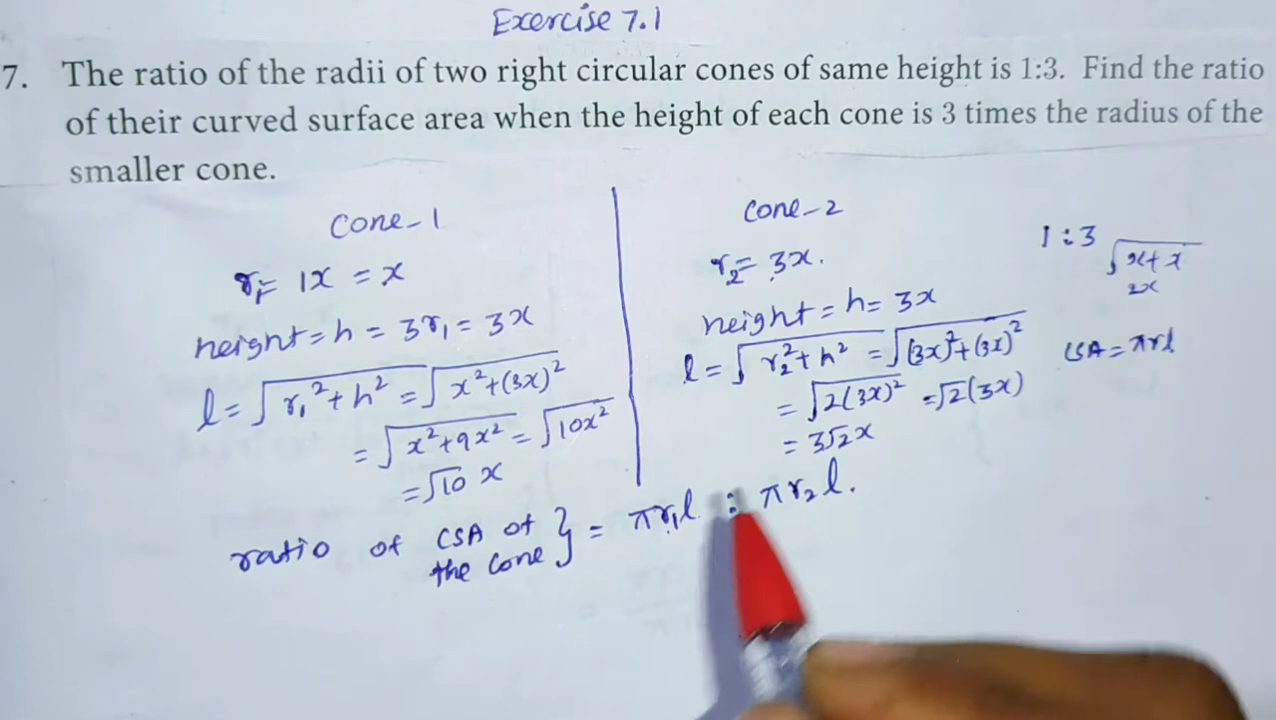 Exercise 7.1
7. The ratio of the radii of two right circular cones of same height is 1:3. Find the ratio
of their curved surface area when the height of each cone is 3 times the radius of the
smaller cone.
Cone-1
r₁= 1x = x
height = h = 3r₁ = 3x
l = √r₁²+h² = √x²+(3x)²
= √x²+9x² = √10x²
= √10 x
Cone-2
r₂= 3x.
height = h = 3x
l = √r₂²+h² = √(3x)²+(3x)²
= √2(3x)² = √2(3x)
= 3√2x
1:3
√x+x
2x
CSA = πrl
ratio of CSA of
the cone } = πr₁l : πr₂l.